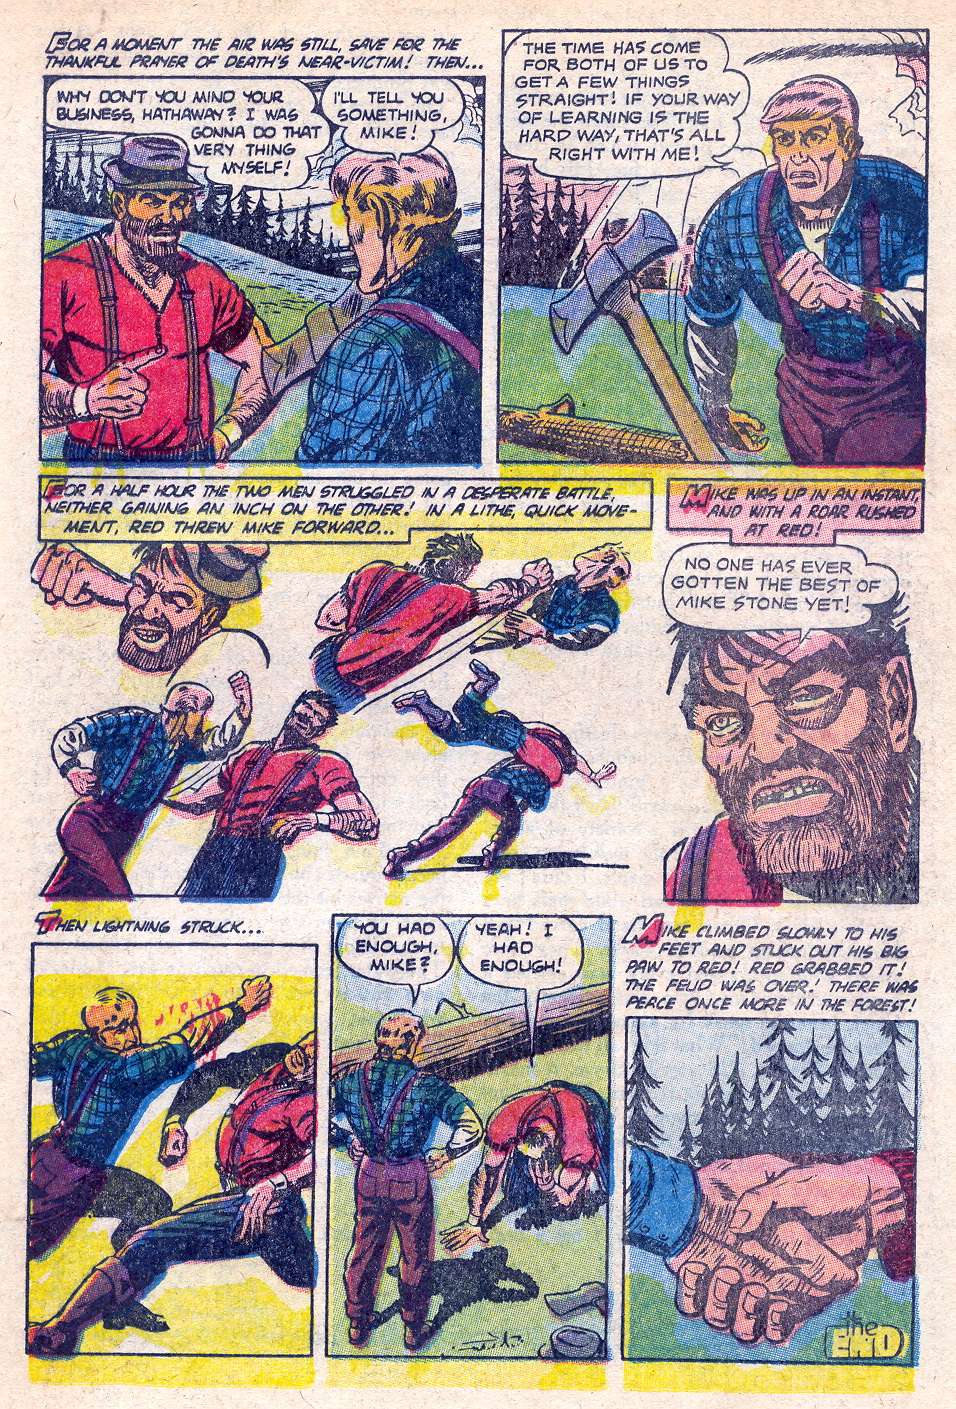 FOR A MOMENT THE AIR WAS STILL, SAVE FOR THE
THANKFUL PRAYER OF DEATH'S NEAR-VICTIM! THEN...
WHY DON'T YOU MIND YOUR
BUSINESS, HATHAWAY? I WAS
GONNA DO THAT
VERY THING
MYSELF!
I'LL TELL YOU
SOMETHING,
MIKE!
THE TIME HAS COME
FOR BOTH OF US TO
GET A FEW THINGS
STRAIGHT! IF YOUR WAY
OF LEARNING IS THE
HARD WAY, THAT'S ALL
RIGHT WITH ME!
FOR A HALF HOUR THE TWO MEN STRUGGLED IN A DESPERATE BATTLE,
NEITHER GAINING AN INCH ON THE OTHER! IN A LITHE, QUICK MOVE-
MENT, RED THREW MIKE FORWARD...
MIKE WAS UP IN AN INSTANT,
AND WITH A ROAR RUSHED
AT RED!
NO ONE HAS EVER
GOTTEN THE BEST OF
MIKE STONE YET!
THEN LIGHTNING STRUCK...
YOU HAD
ENOUGH,
MIKE?
YEAH! I
HAD
ENOUGH!
MIKE CLIMBED SLOWLY TO HIS
FEET AND STUCK OUT HIS BIG
PAW TO RED! RED GRABBED IT!
THE FEUD WAS OVER! THERE WAS
PEACE ONCE MORE IN THE FOREST!
the
END